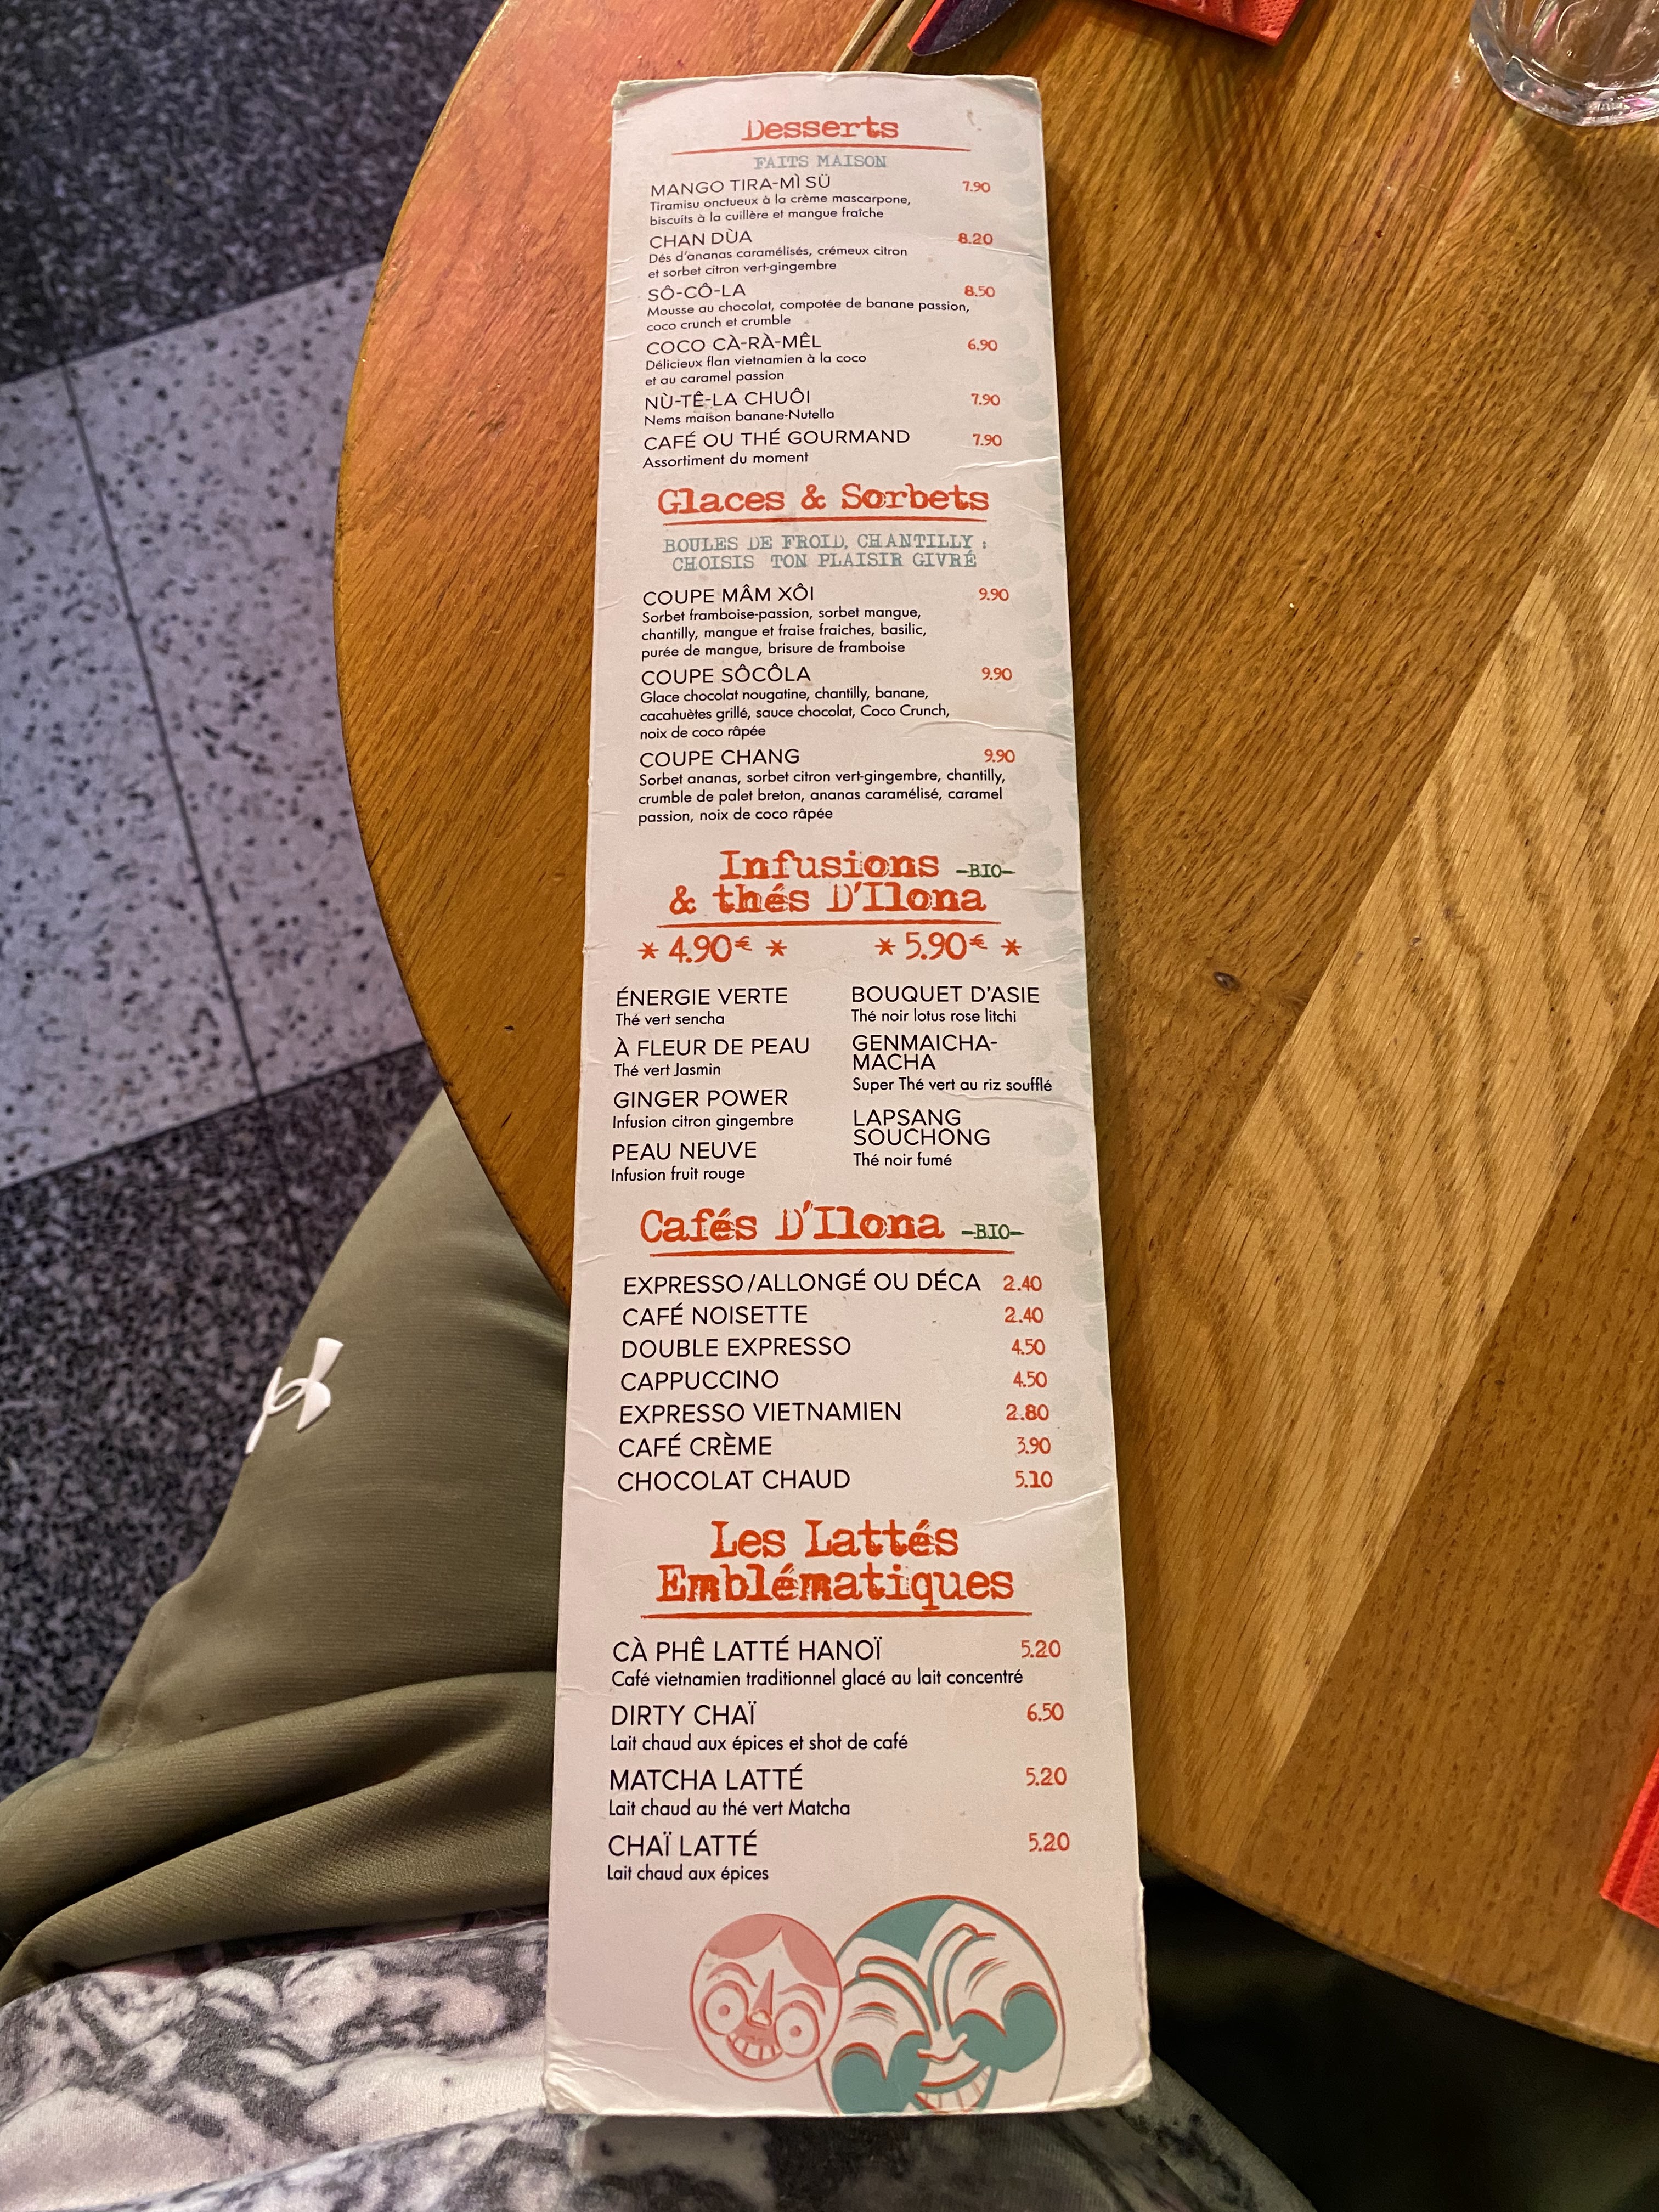 Desserts
FAITS MAISON
MANGO TIRA-MÌ SÜ 7.90
Tiramisu onctueux à la crème mascarpone,
biscuits à la cuillère et mangue fraîche
CHAN DÙA 8.20
Dés d'ananas caramélisés, crémeux citron
et sorbet citron vert-gingembre
SÔ-CÔ-LA 8.50
Mousse au chocolat, compotée de banane passion,
coco crunch et crumble
COCO CÀ-RÀ-MÊL 6.90
Délicieux flan vietnamien à la coco
et au caramel passion
NÙ-TÊ-LA CHUÔI 7.90
Nems maison banane-Nutella
CAFÉ OU THÉ GOURMAND 7.90
Assortiment du moment
Glaces & Sorbets
BOULES DE FROID, CHANTILLY :
CHOISIS TON PLAISIR GIVRÉ
COUPE MÂM XÔI 9.90
Sorbet framboise-passion, sorbet mangue,
chantilly, mangue et fraise fraiches, basilic,
purée de mangue, brisure de framboise
COUPE SÔCÔLA 9.90
Glace chocolat nougatine, chantilly, banane,
cacahuètes grillé, sauce chocolat, Coco Crunch,
noix de coco râpée
COUPE CHANG 9.90
Sorbet ananas, sorbet citron vert-gingembre, chantilly,
crumble de palet breton, ananas caramélisé, caramel
passion, noix de coco râpée
Infusions -BIO-
& thés D'Ilona
* 4.90€ *
ÉNERGIE VERTE
Thé vert sencha
À FLEUR DE PEAU
Thé vert Jasmin
GINGER POWER
Infusion citron gingembre
PEAU NEUVE
Infusion fruit rouge
* 5.90€ *
BOUQUET D'ASIE
Thé noir lotus rose litchi
GENMAICHA-
MACHA
Super Thé vert au riz soufflé
LAPSANG
SOUCHONG
Thé noir fumé
Cafés D'Ilona -BIO-
EXPRESSO/ALLONGÉ OU DÉCA 2.40
CAFÉ NOISETTE 2.40
DOUBLE EXPRESSO 4.50
CAPPUCCINO 4.50
EXPRESSO VIETNAMIEN 2.80
CAFÉ CRÈME 3.90
CHOCOLAT CHAUD 5.10
Les Lattés
Emblématiques
CÀ PHÊ LATTÉ HANOÏ 5.20
Café vietnamien traditionnel glacé au lait concentré
DIRTY CHAÏ 6.50
Lait chaud aux épices et shot de café
MATCHA LATTÉ 5.20
Lait chaud au thé vert Matcha
CHAÏ LATTÉ 5.20
Lait chaud aux épices